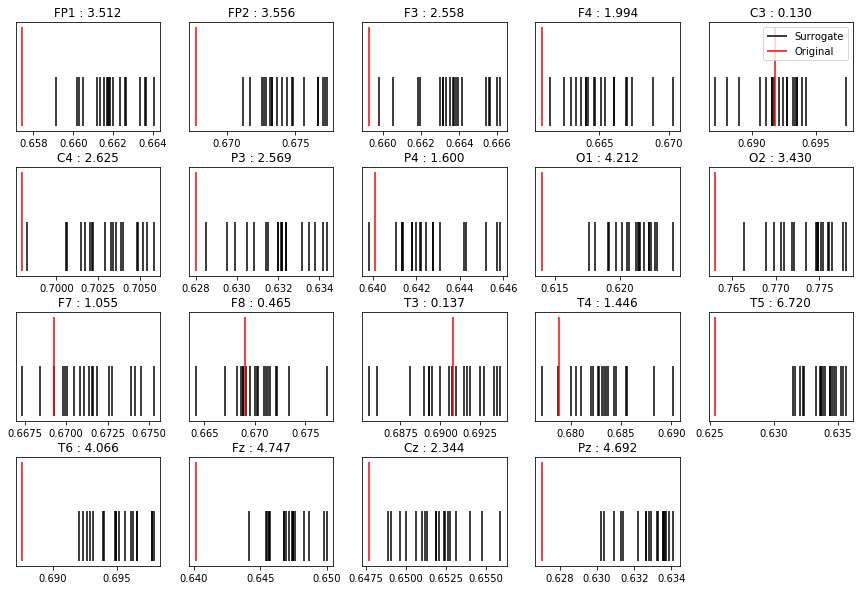 FP1 : 3.512
FP2 : 3.556
F3 : 2.558
F4 : 1.994
C3 : 0.130
Surrogate
Original
0.658 0.660 0.662 0.664
0.670 0.675
0.660 0.662 0.664 0.666
0.665 0.670
0.690 0.695
C4 : 2.625
P3 : 2.569
P4 : 1.600
O1 : 4.212
O2 : 3.430
0.7000 0.7025 0.7050
0.628 0.630 0.632 0.634
0.640 0.642 0.644 0.646
0.615 0.620
0.765 0.770 0.775
F7 : 1.055
F8 : 0.465
T3 : 0.137
T4 : 1.446
T5 : 6.720
0.6675 0.6700 0.6725 0.6750
0.665 0.670 0.675
0.6875 0.6900 0.6925
0.680 0.685 0.690
0.625 0.630 0.635
T6 : 4.066
Fz : 4.747
Cz : 2.344
Pz : 4.692
0.690 0.695
0.640 0.645 0.650
0.6475 0.6500 0.6525 0.6550
0.628 0.630 0.632 0.634